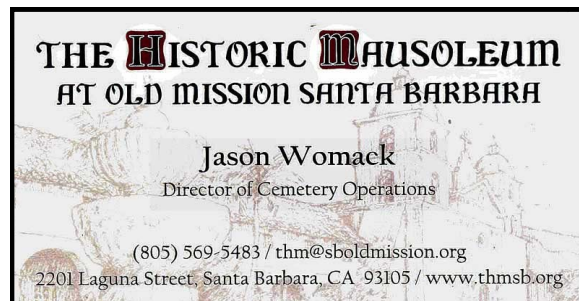 THE HISTORIC MAUSOLEUM
AT OLD MISSION SANTA BARBARA
Jason Womack
Director of Cemetery Operations
(805) 569-5483 / thm@sboldmission.org
2201 Laguna Street, Santa Barbara, CA 93105 / www.thmsb.org